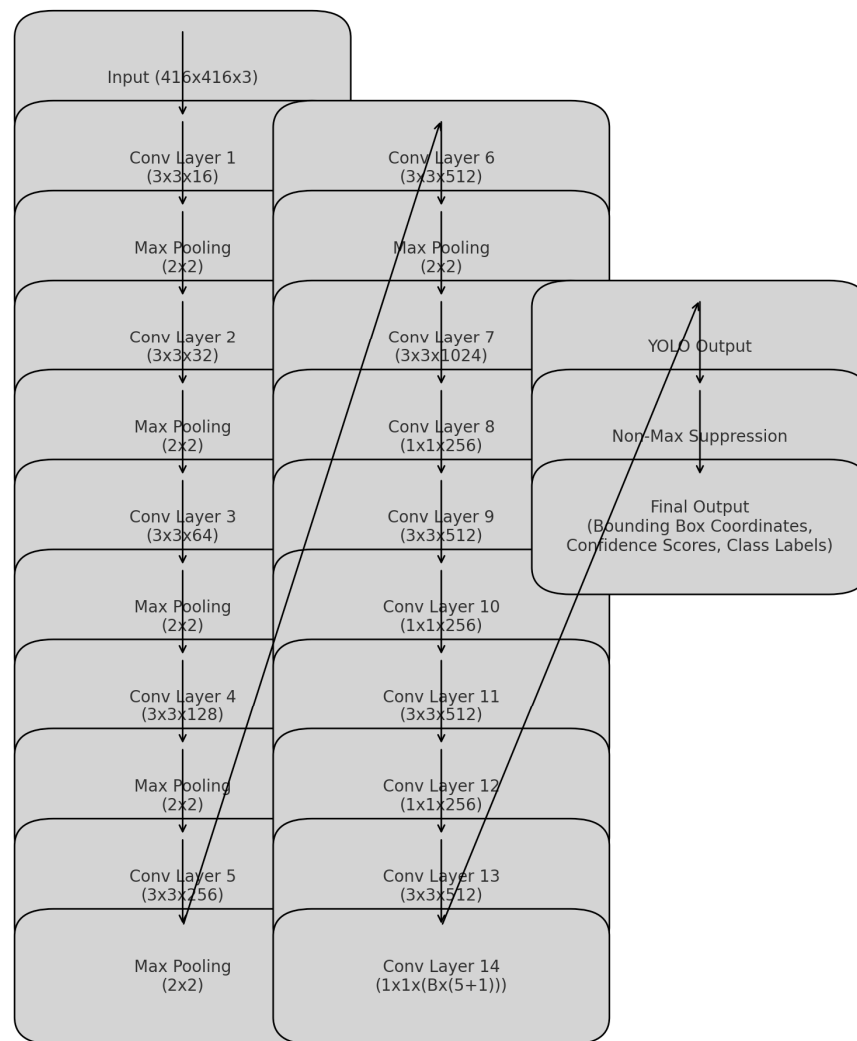 Input (416x416x3)
Conv Layer 1
(3x3x16)
Max Pooling
(2x2)
Conv Layer 2
(3x3x32)
Max Pooling
(2x2)
Conv Layer 3
(3x3x64)
Max Pooling
(2x2)
Conv Layer 4
(3x3x128)
Max Pooling
(2x2)
Conv Layer 5
(3x3x256)
Max Pooling
(2x2)
Conv Layer 6
(3x3x512)
Max Pooling
(2x2)
Conv Layer 7
(3x3x1024)
Conv Layer 8
(1x1x256)
Conv Layer 9
(3x3x512)
Conv Layer 10
(1x1x256)
Conv Layer 11
(3x3x512)
Conv Layer 12
(1x1x256)
Conv Layer 13
(3x3x512)
Conv Layer 14
(1x1x(Bx(5+1)))
YOLO Output
Non-Max Suppression
Final Output
(Bounding Box Coordinates,
Confidence Scores, Class Labels)